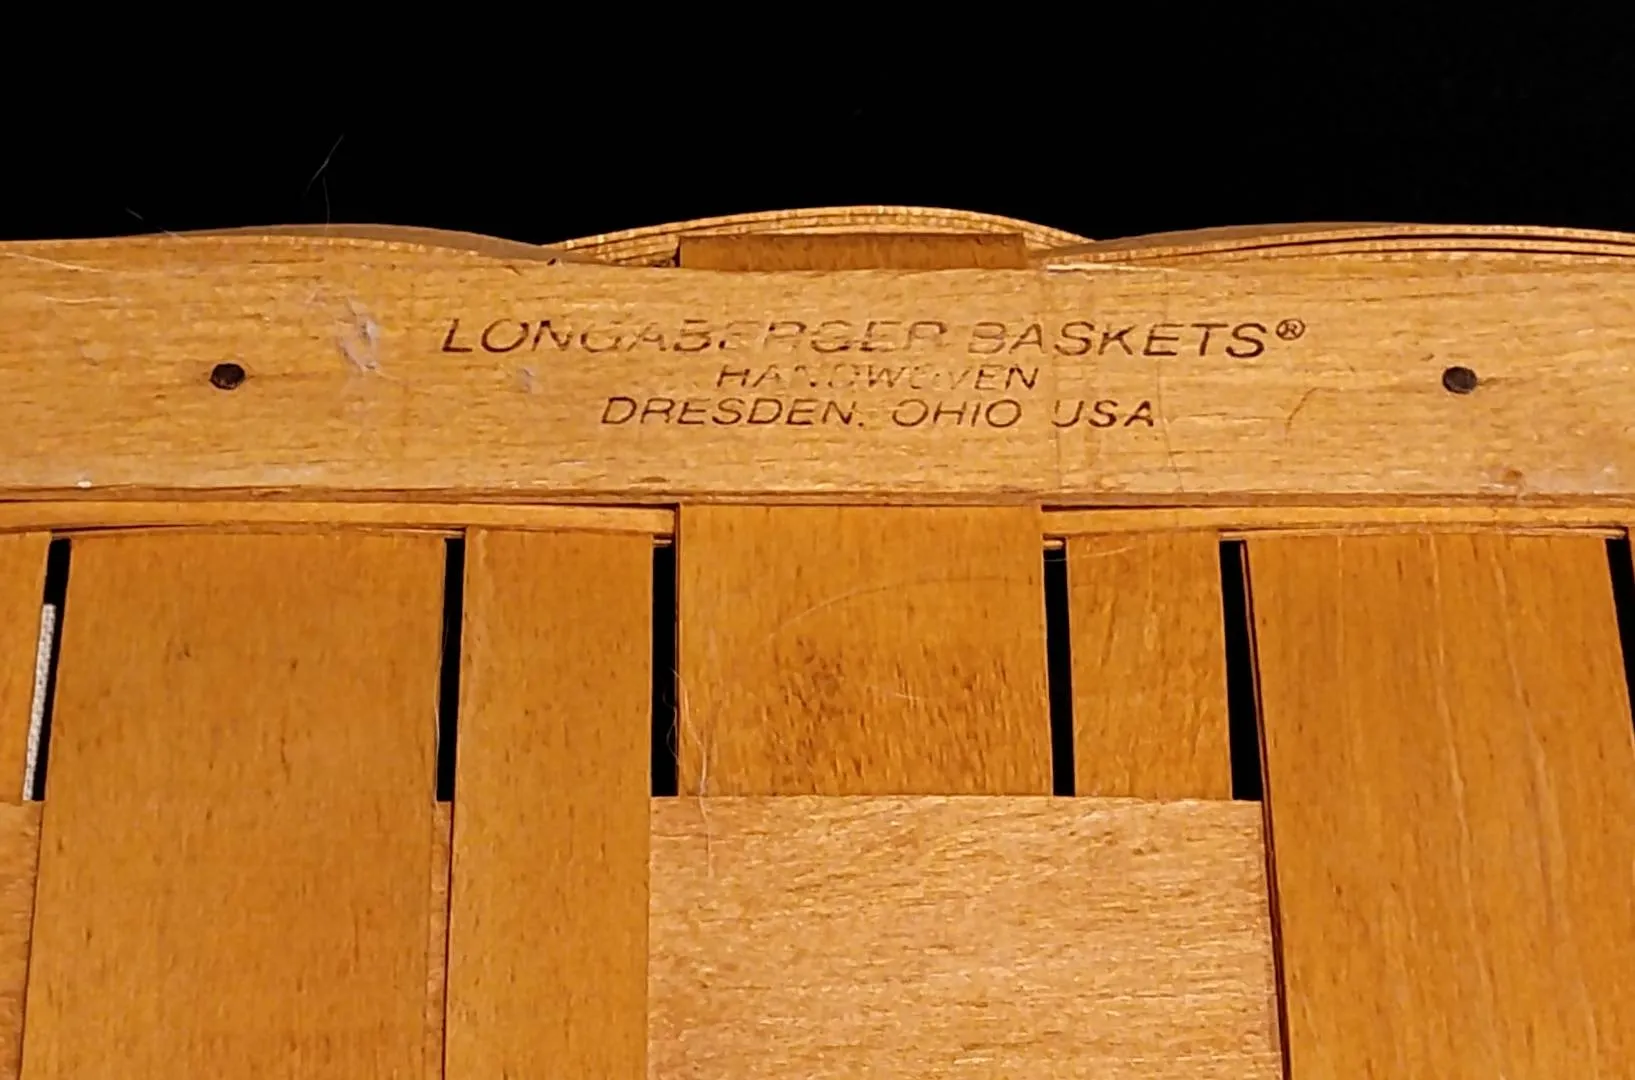 LONGABERGER BASKETS®
HANDWOVEN
DRESDEN, OHIO USA